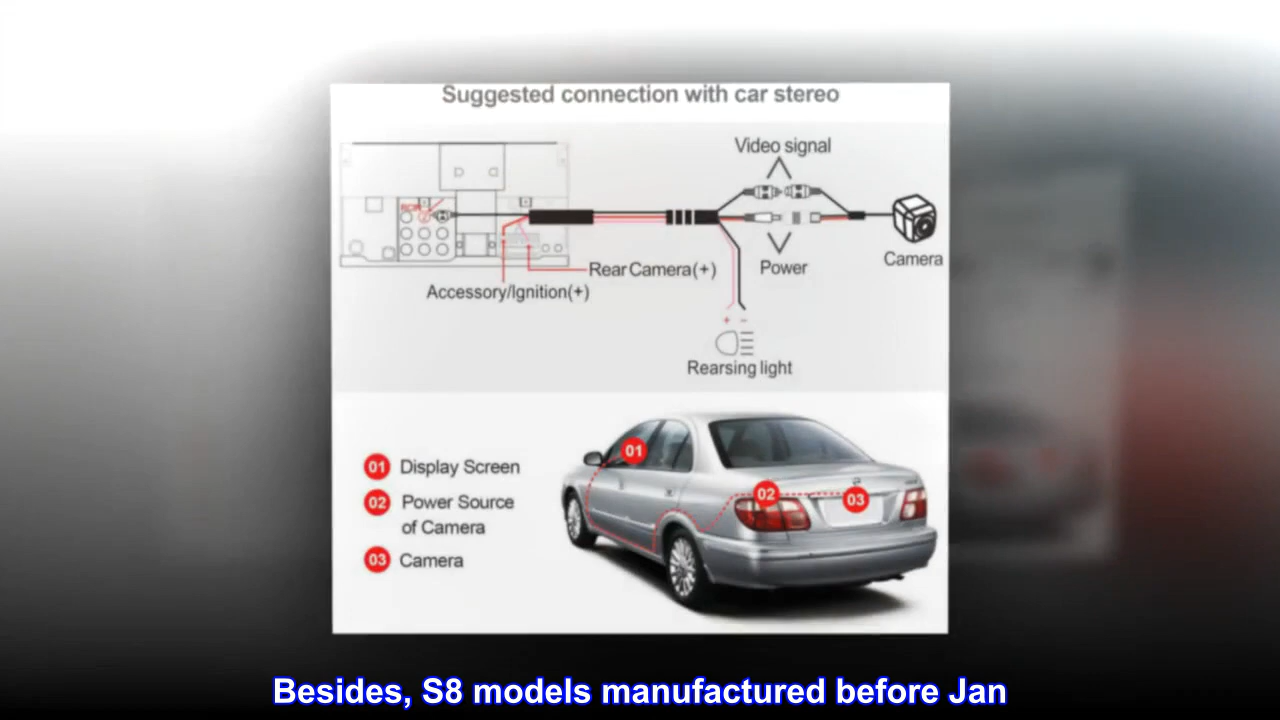 Suggested connection with car stereo
Video signal
RCA
Rear Camera(+)
Power
Camera
Accessory/Ignition(+)
+ −
Rearsing light
01 Display Screen
02 Power Source
of Camera
03 Camera
01
02
03
Besides, S8 models manufactured before Jan